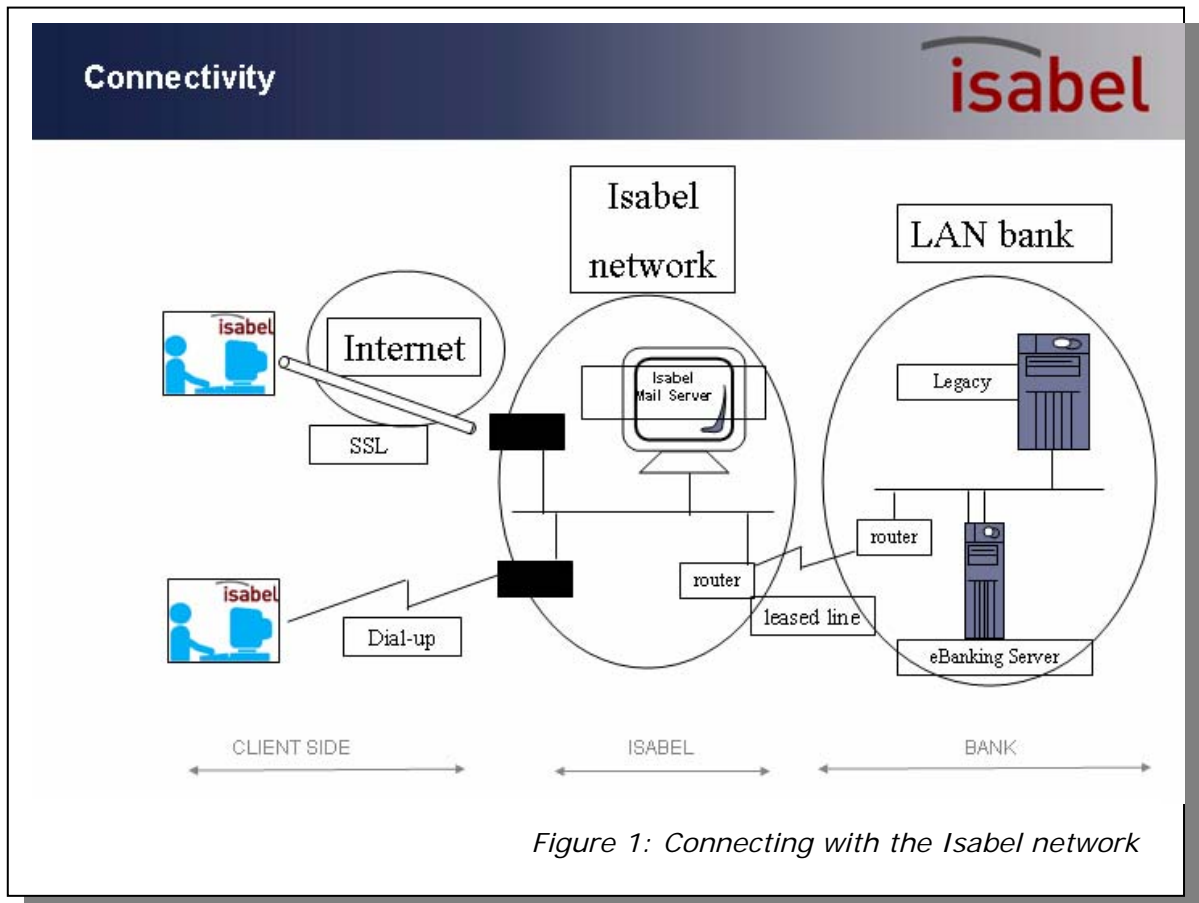 Connectivity
isabel
Isabel
network
LAN bank
isabel
Internet
SSL
Isabel
Mail Server
Legacy
router
router
leased line
eBanking Server
isabel
Dial-up
CLIENT SIDE
ISABEL
BANK
Figure 1: Connecting with the Isabel network